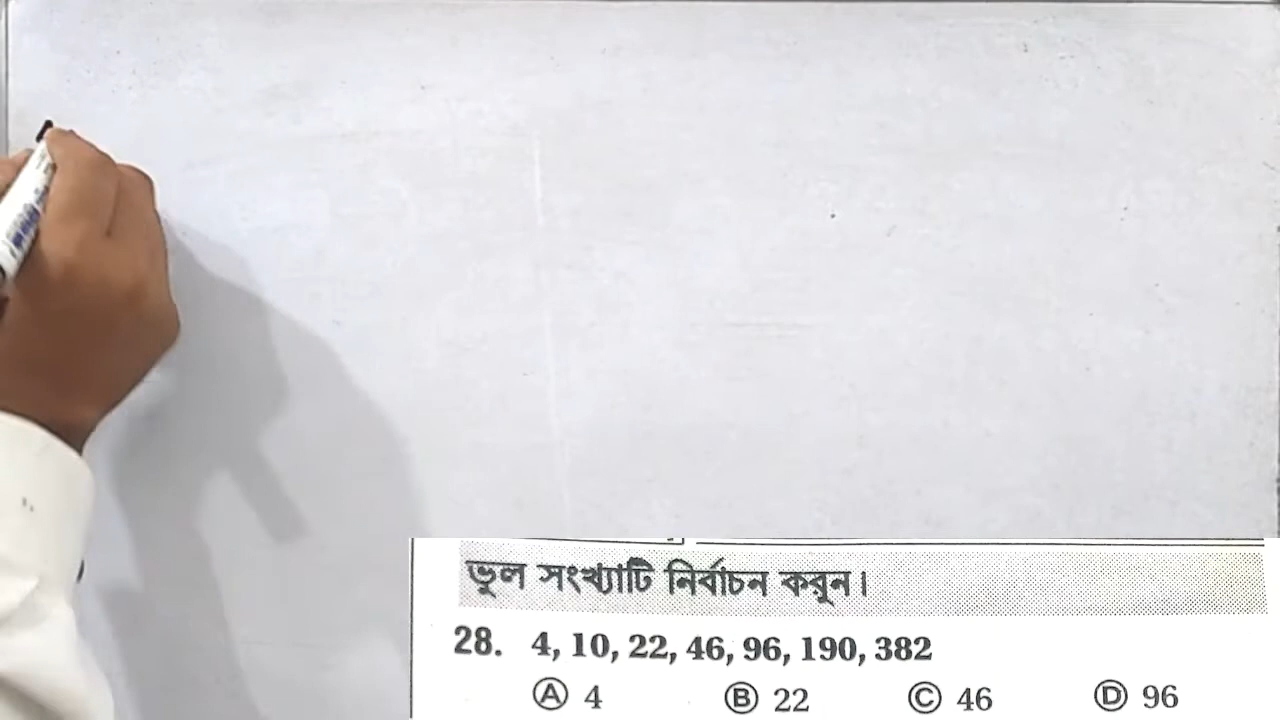 ভুল সংখ্যাটি নির্বাচন করুন।
28. 4, 10, 22, 46, 96, 190, 382
Ⓐ 4 Ⓑ 22 Ⓒ 46 Ⓓ 96